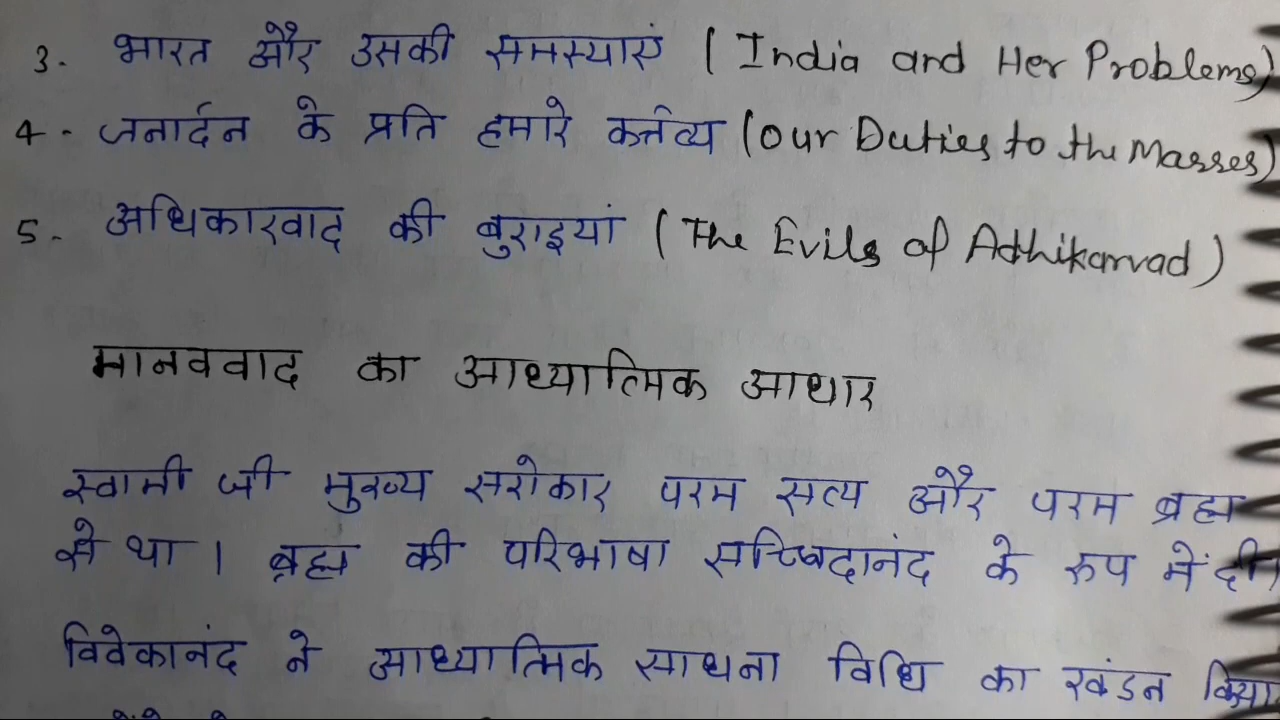 3. भारत और उसकी समस्याएं ( India and Her Problems)
4. जनार्दन के प्रति हमारे कर्त्तव्य (Our Duties to the Masses)
5. अधिकारवाद की बुराइयां ( The Evils of Adhikarvad )
मानववाद का आध्यात्मिक आधार
स्वामी जी मुख्य सरोकार परम सत्य और परम ब्रह्म
से था। ब्रह्म की परिभाषा सच्चिदानंद के रुप में दी।
विवेकानंद ने आध्यात्मिक साधना विधि का खंडन किया